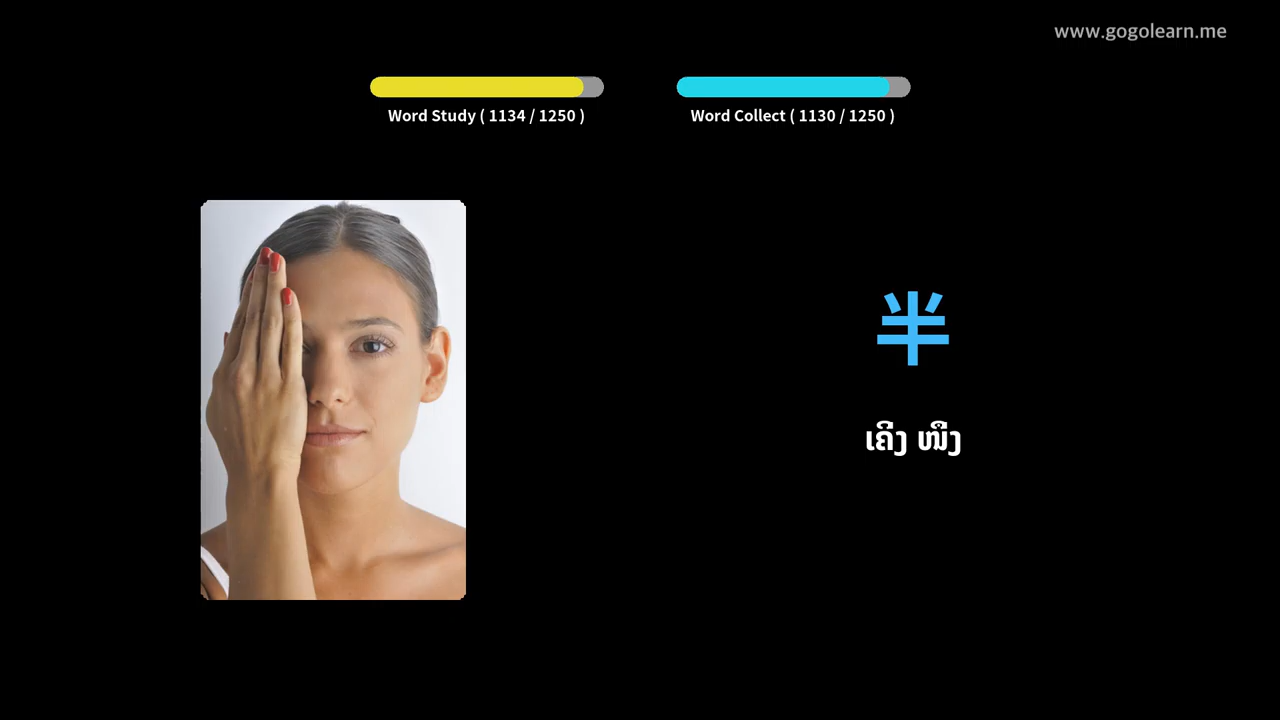 www.gogolearn.me
Word Study ( 1134 / 1250 )
Word Collect ( 1130 / 1250 )
半
ເຄີງ ໜຶງ